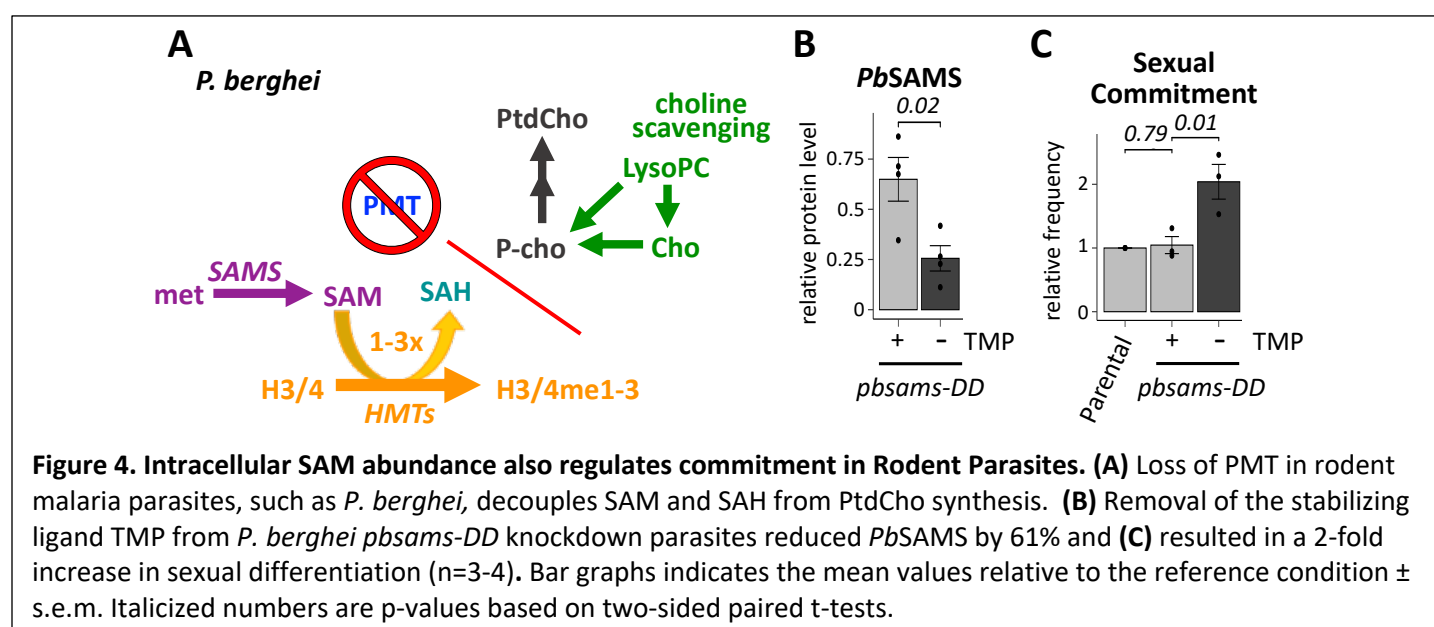 A
P. berghei
PtdCho
choline
scavenging
LysoPC
PMT
P-cho
Cho
SAMS
met
SAM
SAH
1-3x
H3/4
H3/4me1-3
HMTs
B
PbSAMS
0.02
relative protein level
0.75
0.5
0.25
0
+
-
TMP
pbsams-DD
C
Sexual
Commitment
0.79
0.01
relative frequency
2
1
0
Parental
+
-
TMP
pbsams-DD
Figure 4. Intracellular SAM abundance also regulates commitment in Rodent Parasites. (A) Loss of PMT in rodent
malaria parasites, such as P. berghei, decouples SAM and SAH from PtdCho synthesis. (B) Removal of the stabilizing
ligand TMP from P. berghei pbsams-DD knockdown parasites reduced PbSAMS by 61% and (C) resulted in a 2-fold
increase in sexual differentiation (n=3-4). Bar graphs indicates the mean values relative to the reference condition ±
s.e.m. Italicized numbers are p-values based on two-sided paired t-tests.